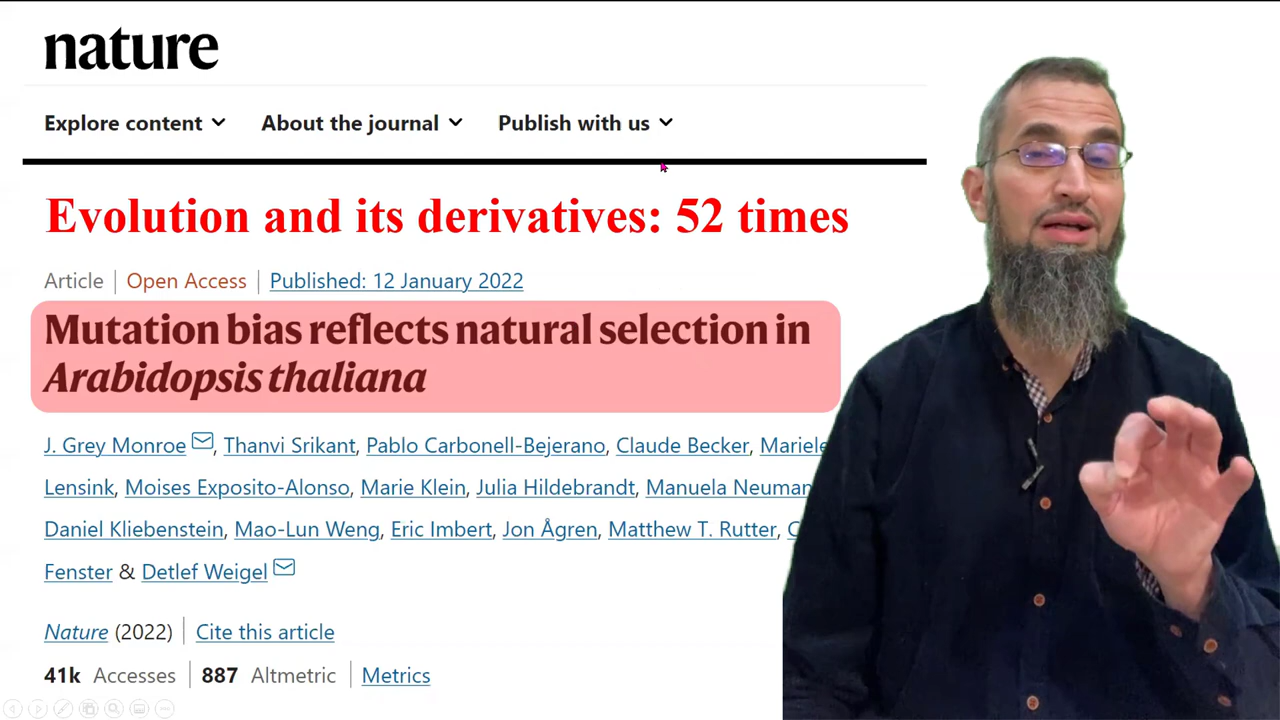 nature
Explore content
About the journal
Publish with us
Evolution and its derivatives: 52 times
Article | Open Access | Published: 12 January 2022
Mutation bias reflects natural selection in
Arabidopsis thaliana
J. Grey Monroe, Thanvi Srikant, Pablo Carbonell-Bejerano, Claude Becker, Mariele
Lensink, Moises Exposito-Alonso, Marie Klein, Julia Hildebrandt, Manuela
Daniel Kliebenstein, Mao-Lun Weng, Eric Imbert, Jon Ågren, Matthew T. Rutter,
Fenster & Detlef Weigel
Nature (2022) | Cite this article
41k Accesses | 887 Altmetric | Metrics